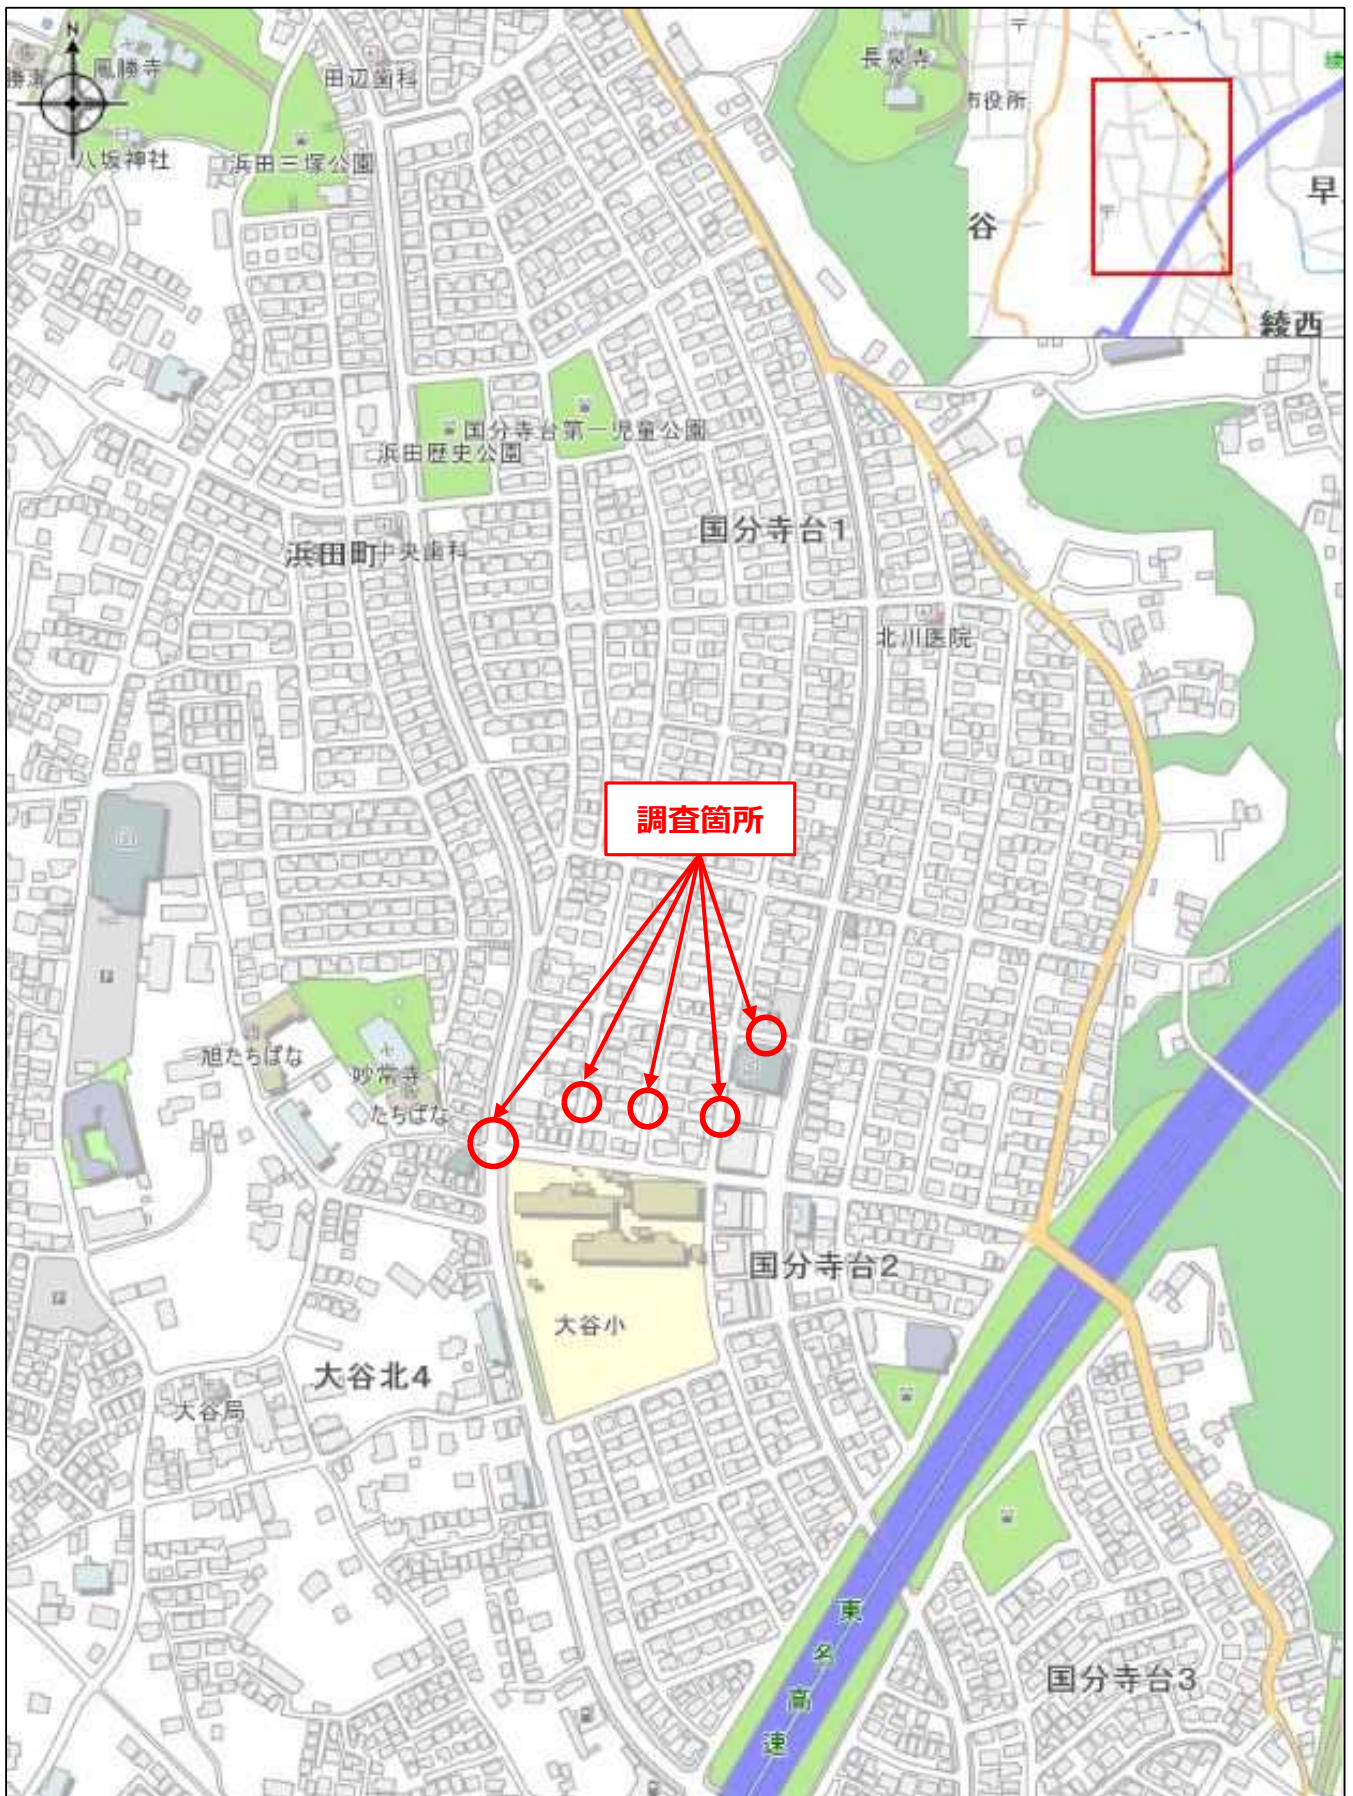 N
鳳勝寺
田辺歯科
長泉寺
市役所
八坂神社
浜田三塚公園
早
谷
綾西
国分寺台第一児童公園
浜田歴史公園
国分寺台1
浜田町
中央歯科
北川医院
調査箇所
旭たちばな
妙常寺
たちばな
国分寺台2
大谷小
大谷北4
大谷局
東名高速
国分寺台3